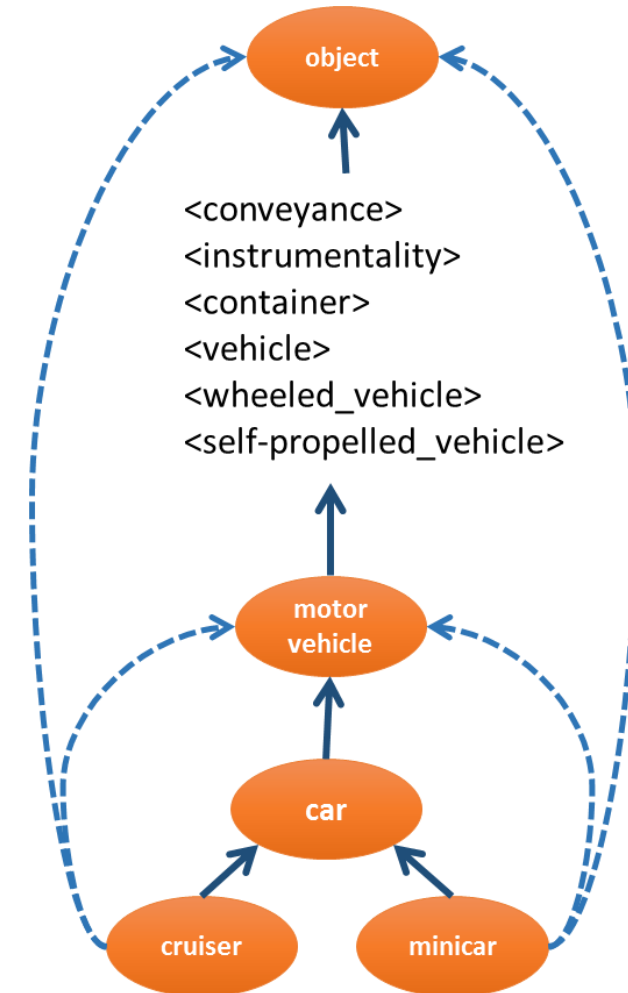 object
<conveyance>
<instrumentality>
<container>
<vehicle>
<wheeled_vehicle>
<self-propelled_vehicle>
motor
vehicle
car
cruiser
minicar